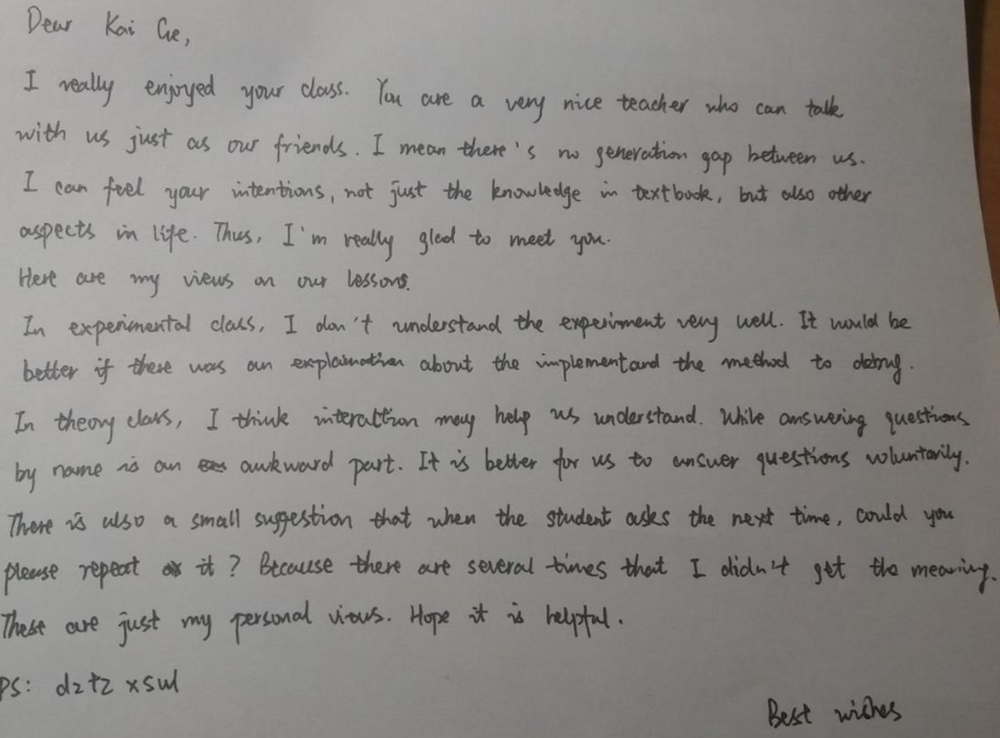 Dear Kai Ge,
I really enjoyed your class. You are a very nice teacher who can talk
with us just as our friends. I mean there's no generation gap between us.
I can feel your intentions, not just the knowledge in textbook, but also other
aspects in life. Thus, I'm really glad to meet you.
Here are my views on our lessons.
In experimental class, I don't understand the experiment very well. It would be
better if there was an explaination about the implement and the method to debug.
In theory class, I think interaction may help us understand. While answering questions
by name is an awkward part. It is better for us to answer questions voluntarily.
There is also a small suggestion that when the student asks the next time, could you
please repeat it? Because there are several times that I didn't get the meaning.
These are just my personal views. Hope it is helpful.
PS: dztz xswl
Best wishes